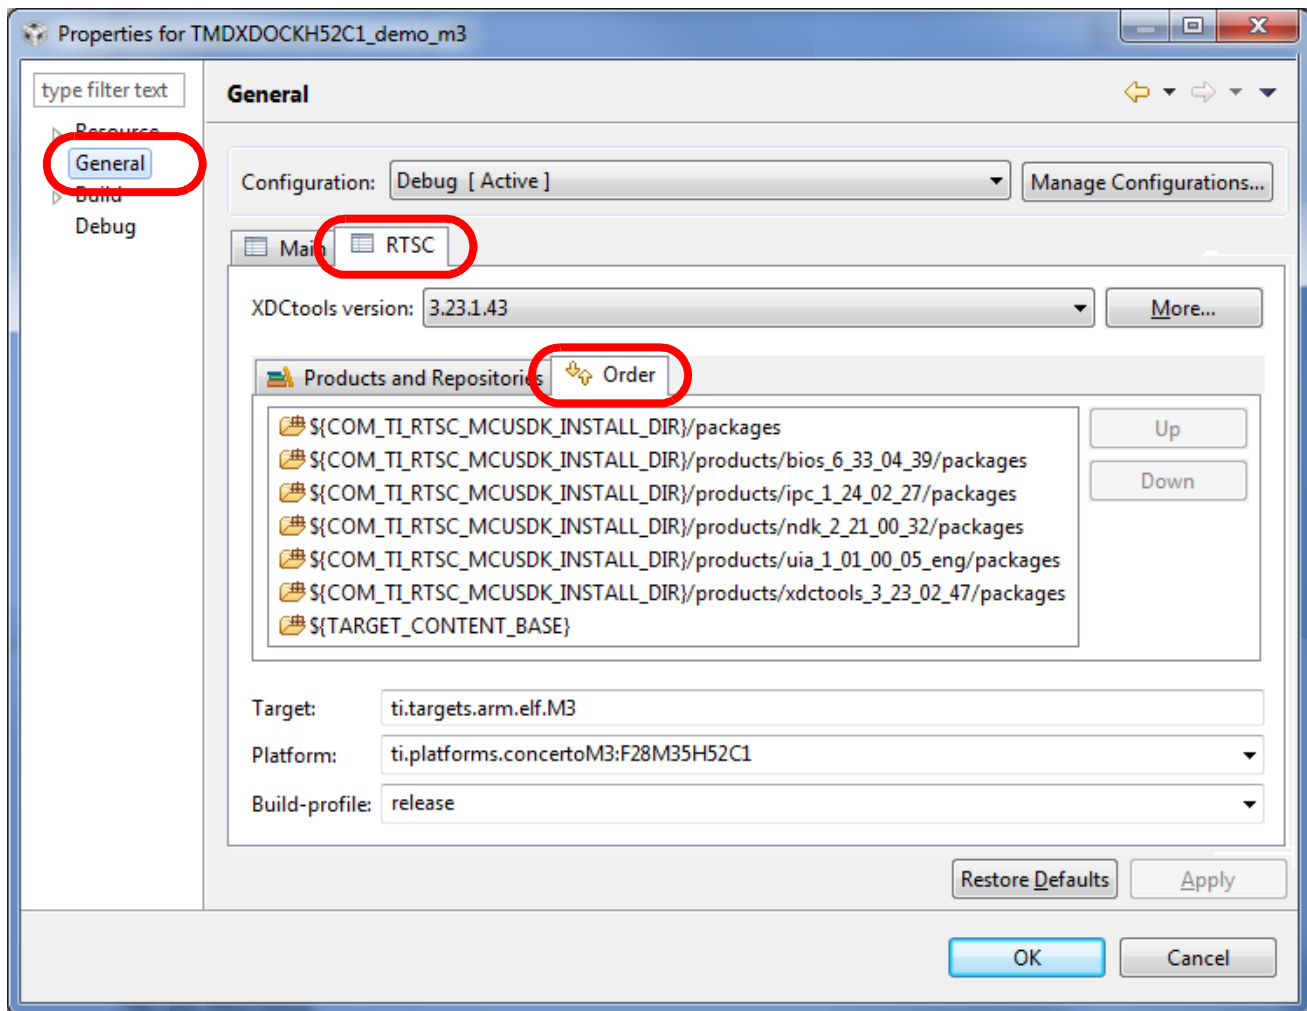 Properties for TMDXDOCKH52C1_demo_m3
type filter text
General
Resource
General
Build
Debug
Configuration: Debug [ Active ] Manage Configurations...
Main RTSC
XDCtools version: 3.23.1.43 More...
Products and Repositories Order
${COM_TI_RTSC_MCUSDK_INSTALL_DIR}/packages
${COM_TI_RTSC_MCUSDK_INSTALL_DIR}/products/bios_6_33_04_39/packages
${COM_TI_RTSC_MCUSDK_INSTALL_DIR}/products/ipc_1_24_02_27/packages
${COM_TI_RTSC_MCUSDK_INSTALL_DIR}/products/ndk_2_21_00_32/packages
${COM_TI_RTSC_MCUSDK_INSTALL_DIR}/products/uia_1_01_00_05_eng/packages
${COM_TI_RTSC_MCUSDK_INSTALL_DIR}/products/xdctools_3_23_02_47/packages
${TARGET_CONTENT_BASE}
Up
Down
Target: ti.targets.arm.elf.M3
Platform: ti.platforms.concertoM3:F28M35H52C1
Build-profile: release
Restore Defaults Apply
OK Cancel